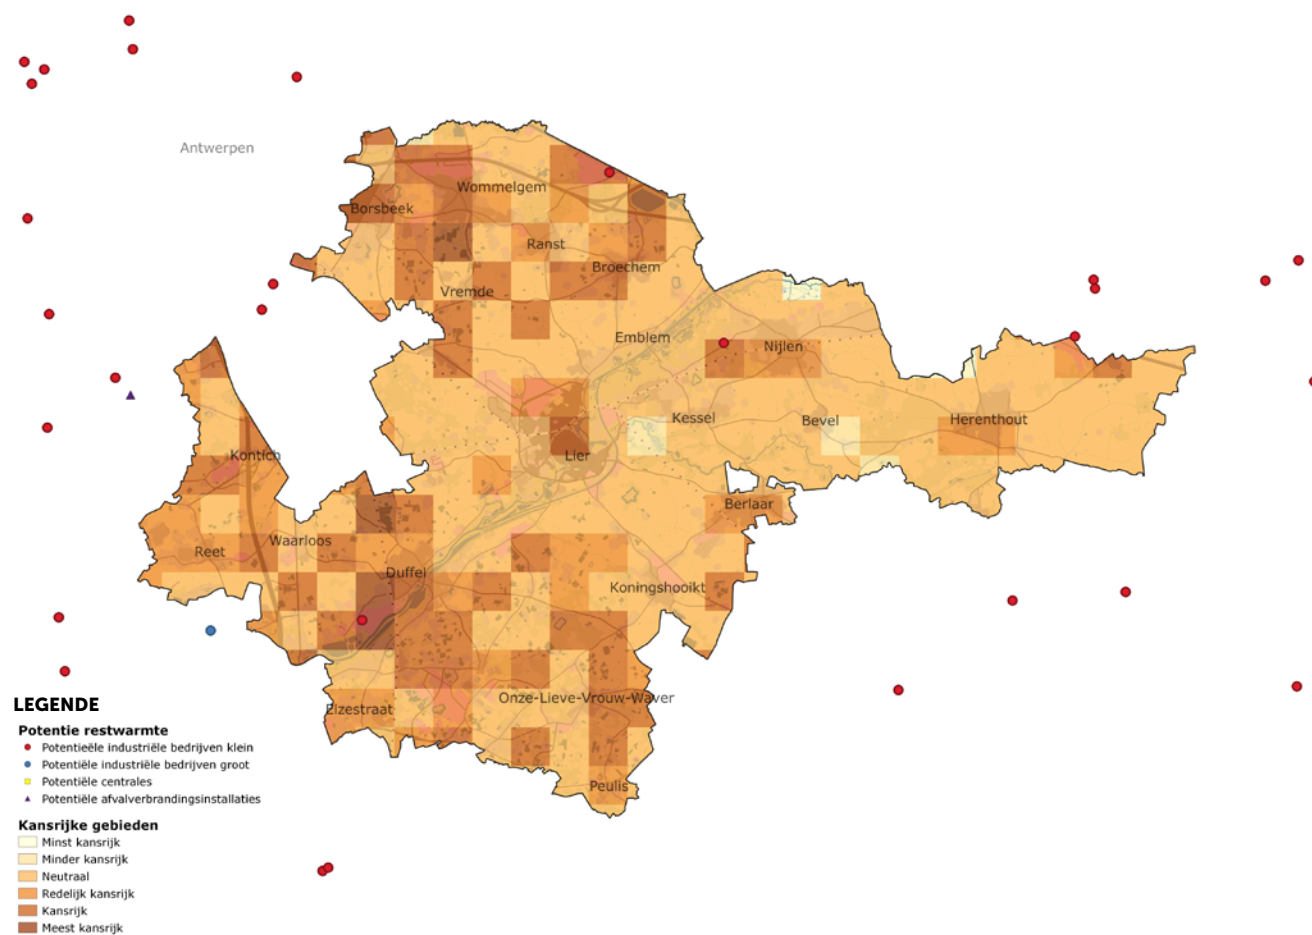 Antwerpen
Wommelgem
Borsbeek
Ranst
Broechem
Vremde
Emblem
Nijlen
Kessel
Bevel
Herenthout
Kontich
Lier
Berlaar
Waarloos
Reet
Duffel
Koningshooikt
Onze-Lieve-Vrouw-Waver
Elzestraat
Peulis
LEGENDE
Potentie restwarmte
Potentieële industriële bedrijven klein
Potentiële industriële bedrijven groot
Potentiële centrales
Potentiële afvalverbrandingsinstallaties
Kansrijke gebieden
Minst kansrijk
Minder kansrijk
Neutraal
Redelijk kansrijk
Kansrijk
Meest kansrijk